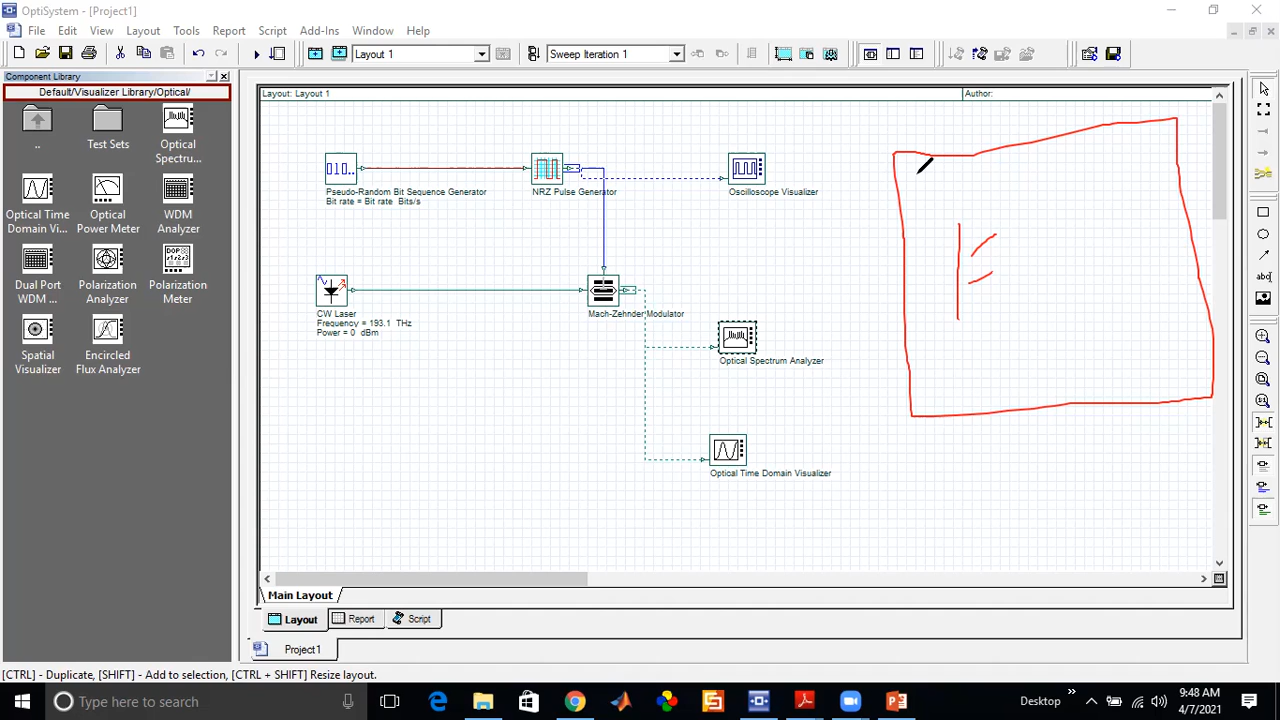 OptiSystem - [Project1]
File Edit View Layout Tools Report Script Add-Ins Window Help
Layout 1 Sweep Iteration 1
Component Library
Default/Visualizer Library/Optical/
.. Test Sets Optical Spectru...
Optical Time Domain Vi... Optical Power Meter WDM Analyzer
Dual Port WDM ... Polarization Analyzer DOP Polarization Meter
Spatial Visualizer Encircled Flux Analyzer
Layout: Layout 1 Author:
010..
Pseudo-Random Bit Sequence Generator
Bit rate = Bit rate Bits/s
NRZ Pulse Generator
Oscilloscope Visualizer
CW Laser
Frequency = 193.1 THz
Power = 0 dBm
Mach-Zehnder Modulator
Optical Spectrum Analyzer
Optical Time Domain Visualizer
Main Layout
Layout Report Script
Project1
[CTRL] - Duplicate, [SHIFT] - Add to selection, [CTRL + SHIFT] Resize layout.
Type here to search
Desktop
9:48 AM
4/7/2021